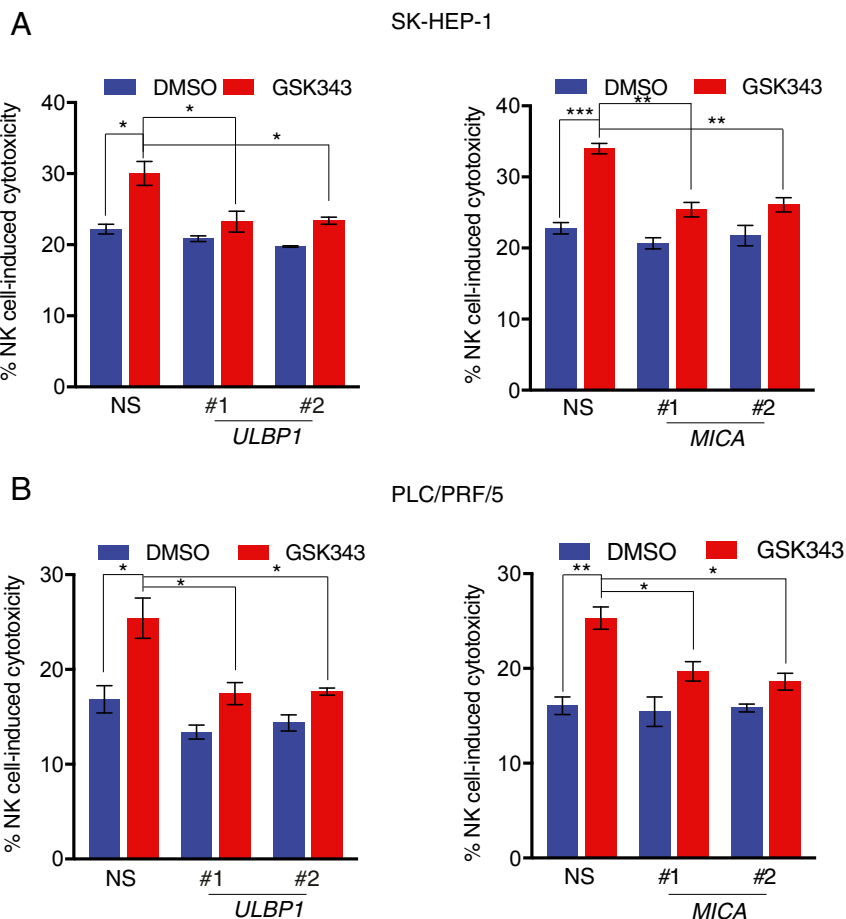 A
SK-HEP-1
DMSO GSK343
% NK cell-induced cytotoxicity
40
30
20
10
0
*
*
*
NS #1 #2
ULBP1
DMSO GSK343
% NK cell-induced cytotoxicity
40
30
20
10
0
***
**
**
NS #1 #2
MICA
B
PLC/PRF/5
DMSO GSK343
% NK cell-induced cytotoxicity
30
20
10
0
*
*
*
NS #1 #2
ULBP1
DMSO GSK343
% NK cell-induced cytotoxicity
30
20
10
0
**
*
*
NS #1 #2
MICA